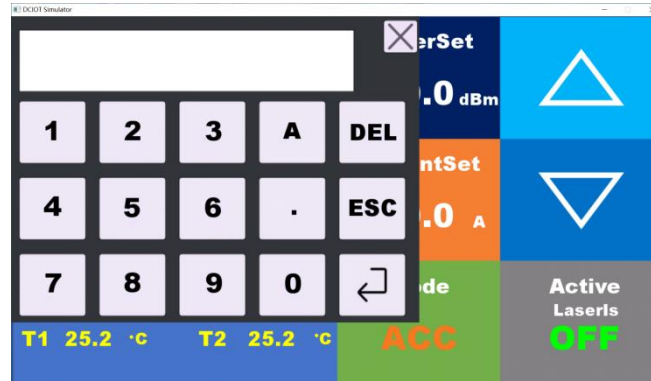 DCIOT Simulator
erSet
.0 dBm
1 2 3 A DEL
ntSet
4 5 6 . ESC
.0 A
7 8 9 0
de
ACC
Active
LaserIs
OFF
T1 25.2 °C T2 25.2 °C